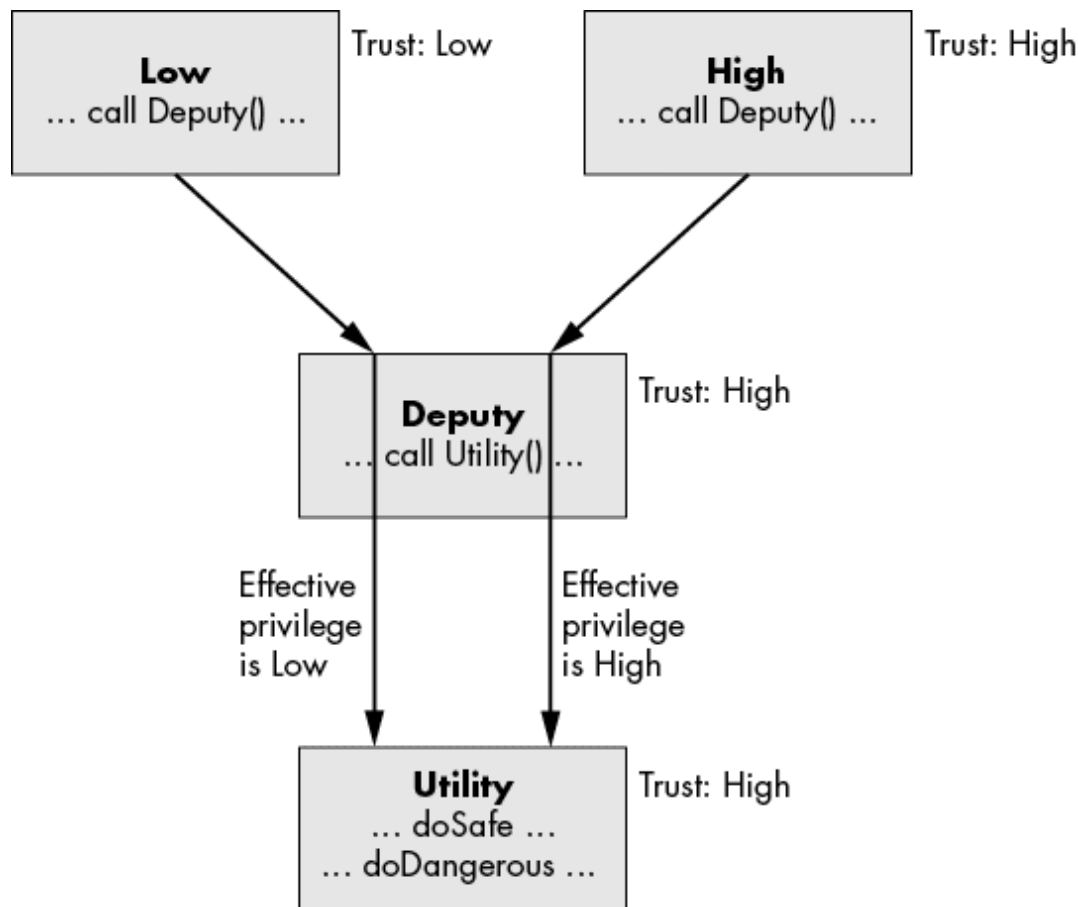 Low
... call Deputy() ...
Trust: Low
High
... call Deputy() ...
Trust: High
Deputy
... call Utility() ...
Trust: High
Effective
privilege
is Low
Effective
privilege
is High
Utility
... doSafe ...
... doDangerous ...
Trust: High